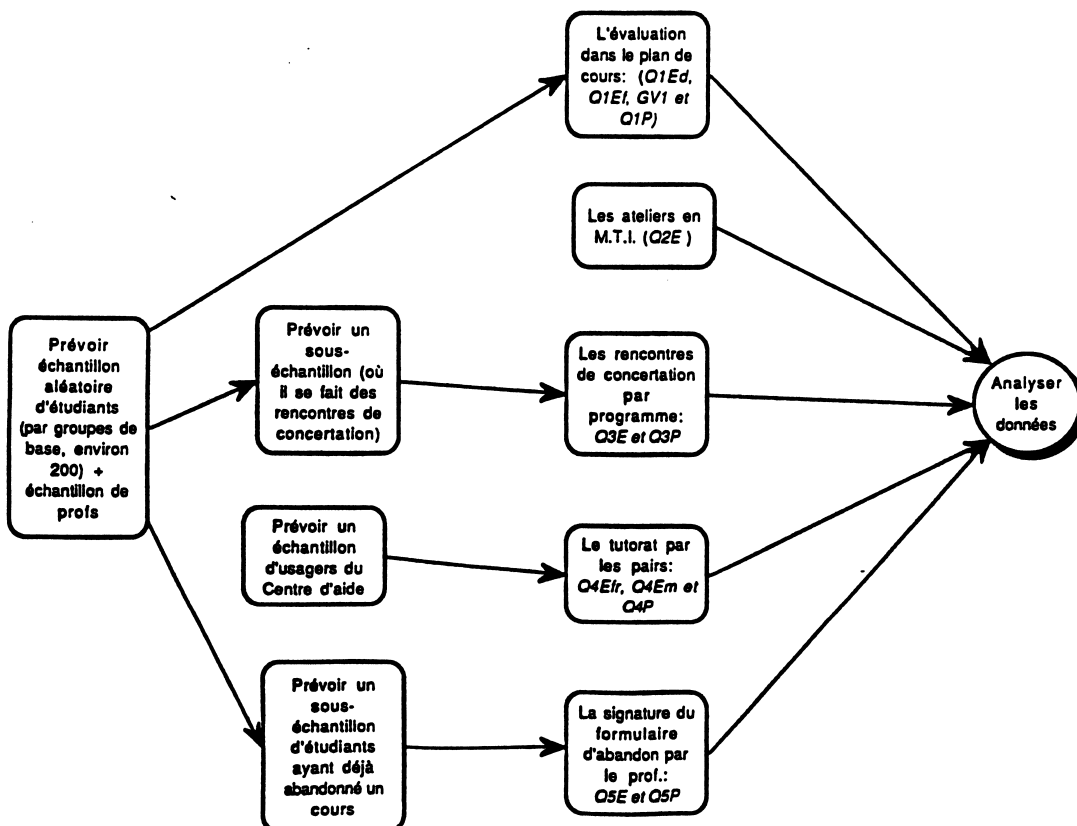 L'évaluation
dans le plan de
cours: (Q1Ed,
Q1Ef, GV1 et
Q1P)
Les ateliers en
M.T.I. (Q2E )
Prévoir
échantillon
aléatoire
d'étudiants
(par groupes de
base, environ
200) +
échantillon de
profs
Prévoir un
sous-
échantillon (où
il se fait des
rencontres de
concertation)
Les rencontres
de concertation
par
programme:
Q3E et Q3P
Analyser
les
données
Prévoir un
échantillon
d'usagers du
Centre d'aide
Le tutorat par
les pairs:
Q4Efr, Q4Em et
Q4P
Prévoir un
sous-
échantillon
d'étudiants
ayant déjà
abandonné un
cours
La signature du
formulaire
d'abandon par
le prof.:
Q5E et Q5P